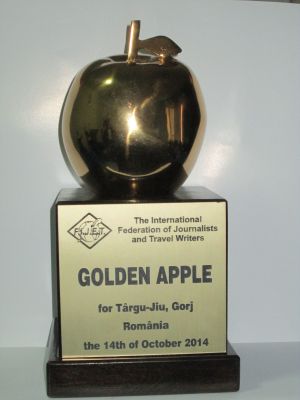 F.I.J.E.T.
The International
Federation of Journalists
and Travel Writers
GOLDEN APPLE
for Târgu-Jiu, Gorj
România
the 14th of October 2014